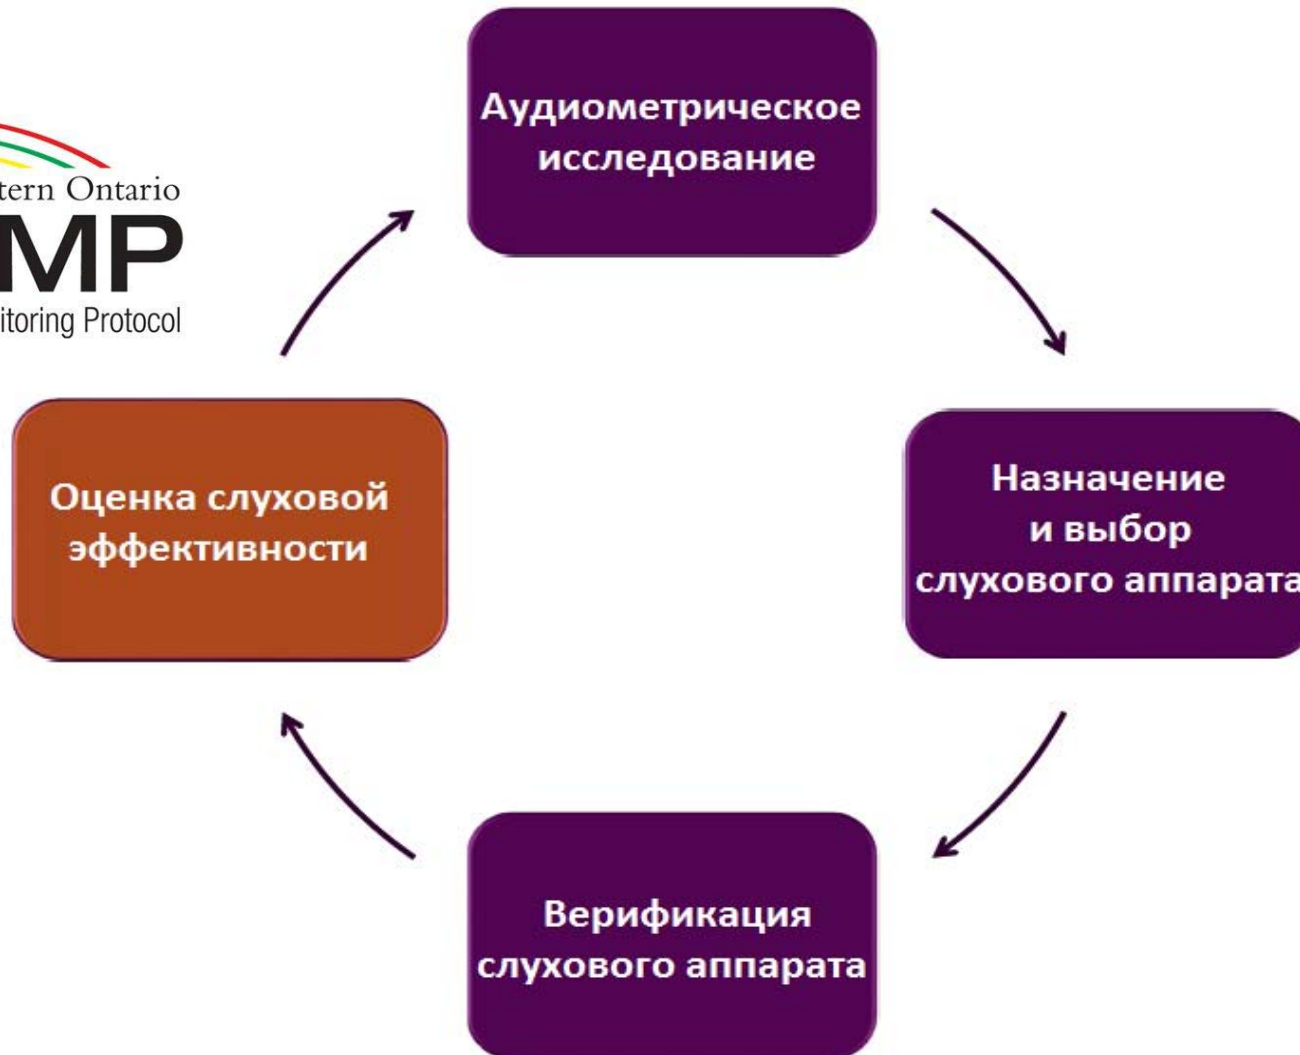 Аудиометрическое
исследование
tern Ontario
MP
itoring Protocol
Оценка слуховой
эффективности
Назначение
и выбор
слухового аппарата
Верификация
слухового аппарата